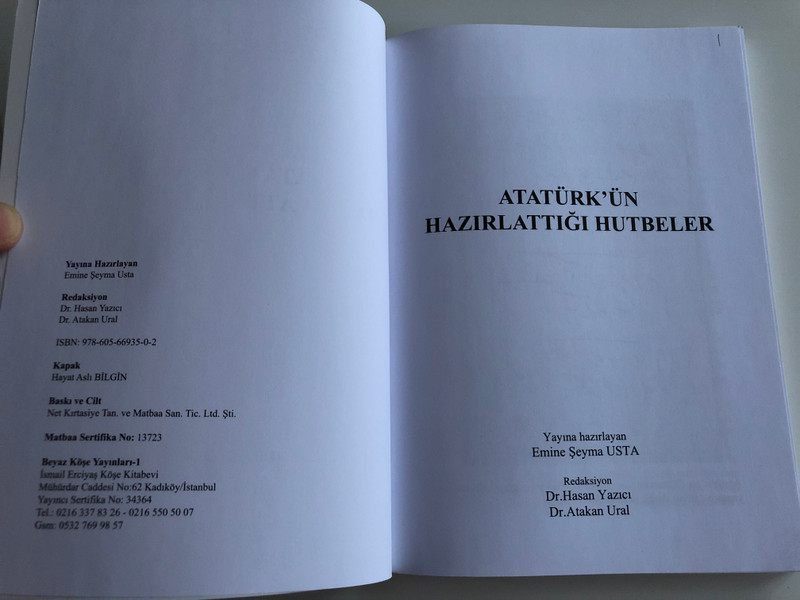 Yayına Hazırlayan
Emine Şeyma Usta
Redaksiyon
Dr. Hasan Yazıcı
Dr. Atakan Ural
ISBN: 978-605-66935-0-2
Kapak
Hayat Aslı BİLGİN
Baskı ve Cilt
Net Kırtasiye Tan. ve Matbaa San. Tic. Ltd. Şti.
Matbaa Sertifika No: 13723
Beyaz Köşe Yayınları-1
İsmail Erciyaş Köşe Kitabevi
Mühürdar Caddesi No:62 Kadıköy/İstanbul
Yayıncı Sertifika No: 34364
Tel.: 0216 337 83 26 - 0216 550 50 07
Gsm: 0532 769 98 57
ATATÜRK’ÜN
HAZIRLATTIĞI HUTBELER
Yayına hazırlayan
Emine Şeyma USTA
Redaksiyon
Dr.Hasan Yazıcı
Dr.Atakan Ural